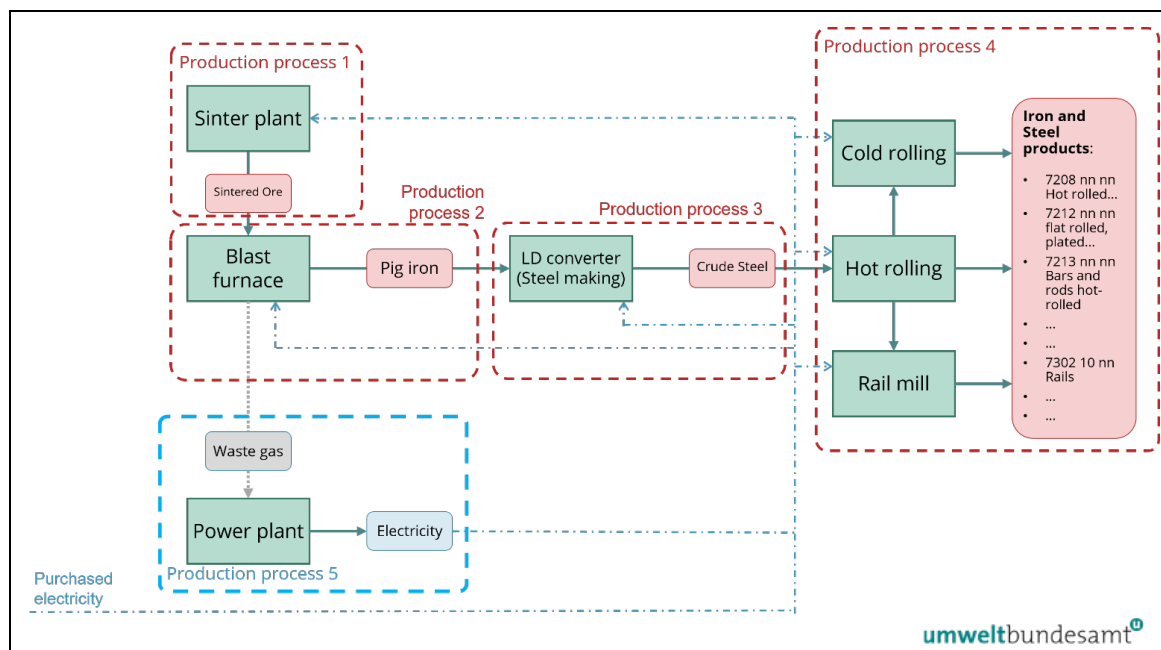 Production process 1
Sinter plant
Sintered Ore
Production
process 2
Blast
furnace
Pig iron
Production process 3
LD converter
(Steel making)
Crude Steel
Production process 4
Cold rolling
Hot rolling
Rail mill
Iron and
Steel
products:
• 7208 nn nn
Hot rolled...
• 7212 nn nn
flat rolled,
plated...
• 7213 nn nn
Bars and
rods hot-
rolled
• ...
• ...
• 7302 10 nn
Rails
• ...
• ...
Waste gas
Power plant
Electricity
Production process 5
Purchased
electricity
umweltbundesamt u